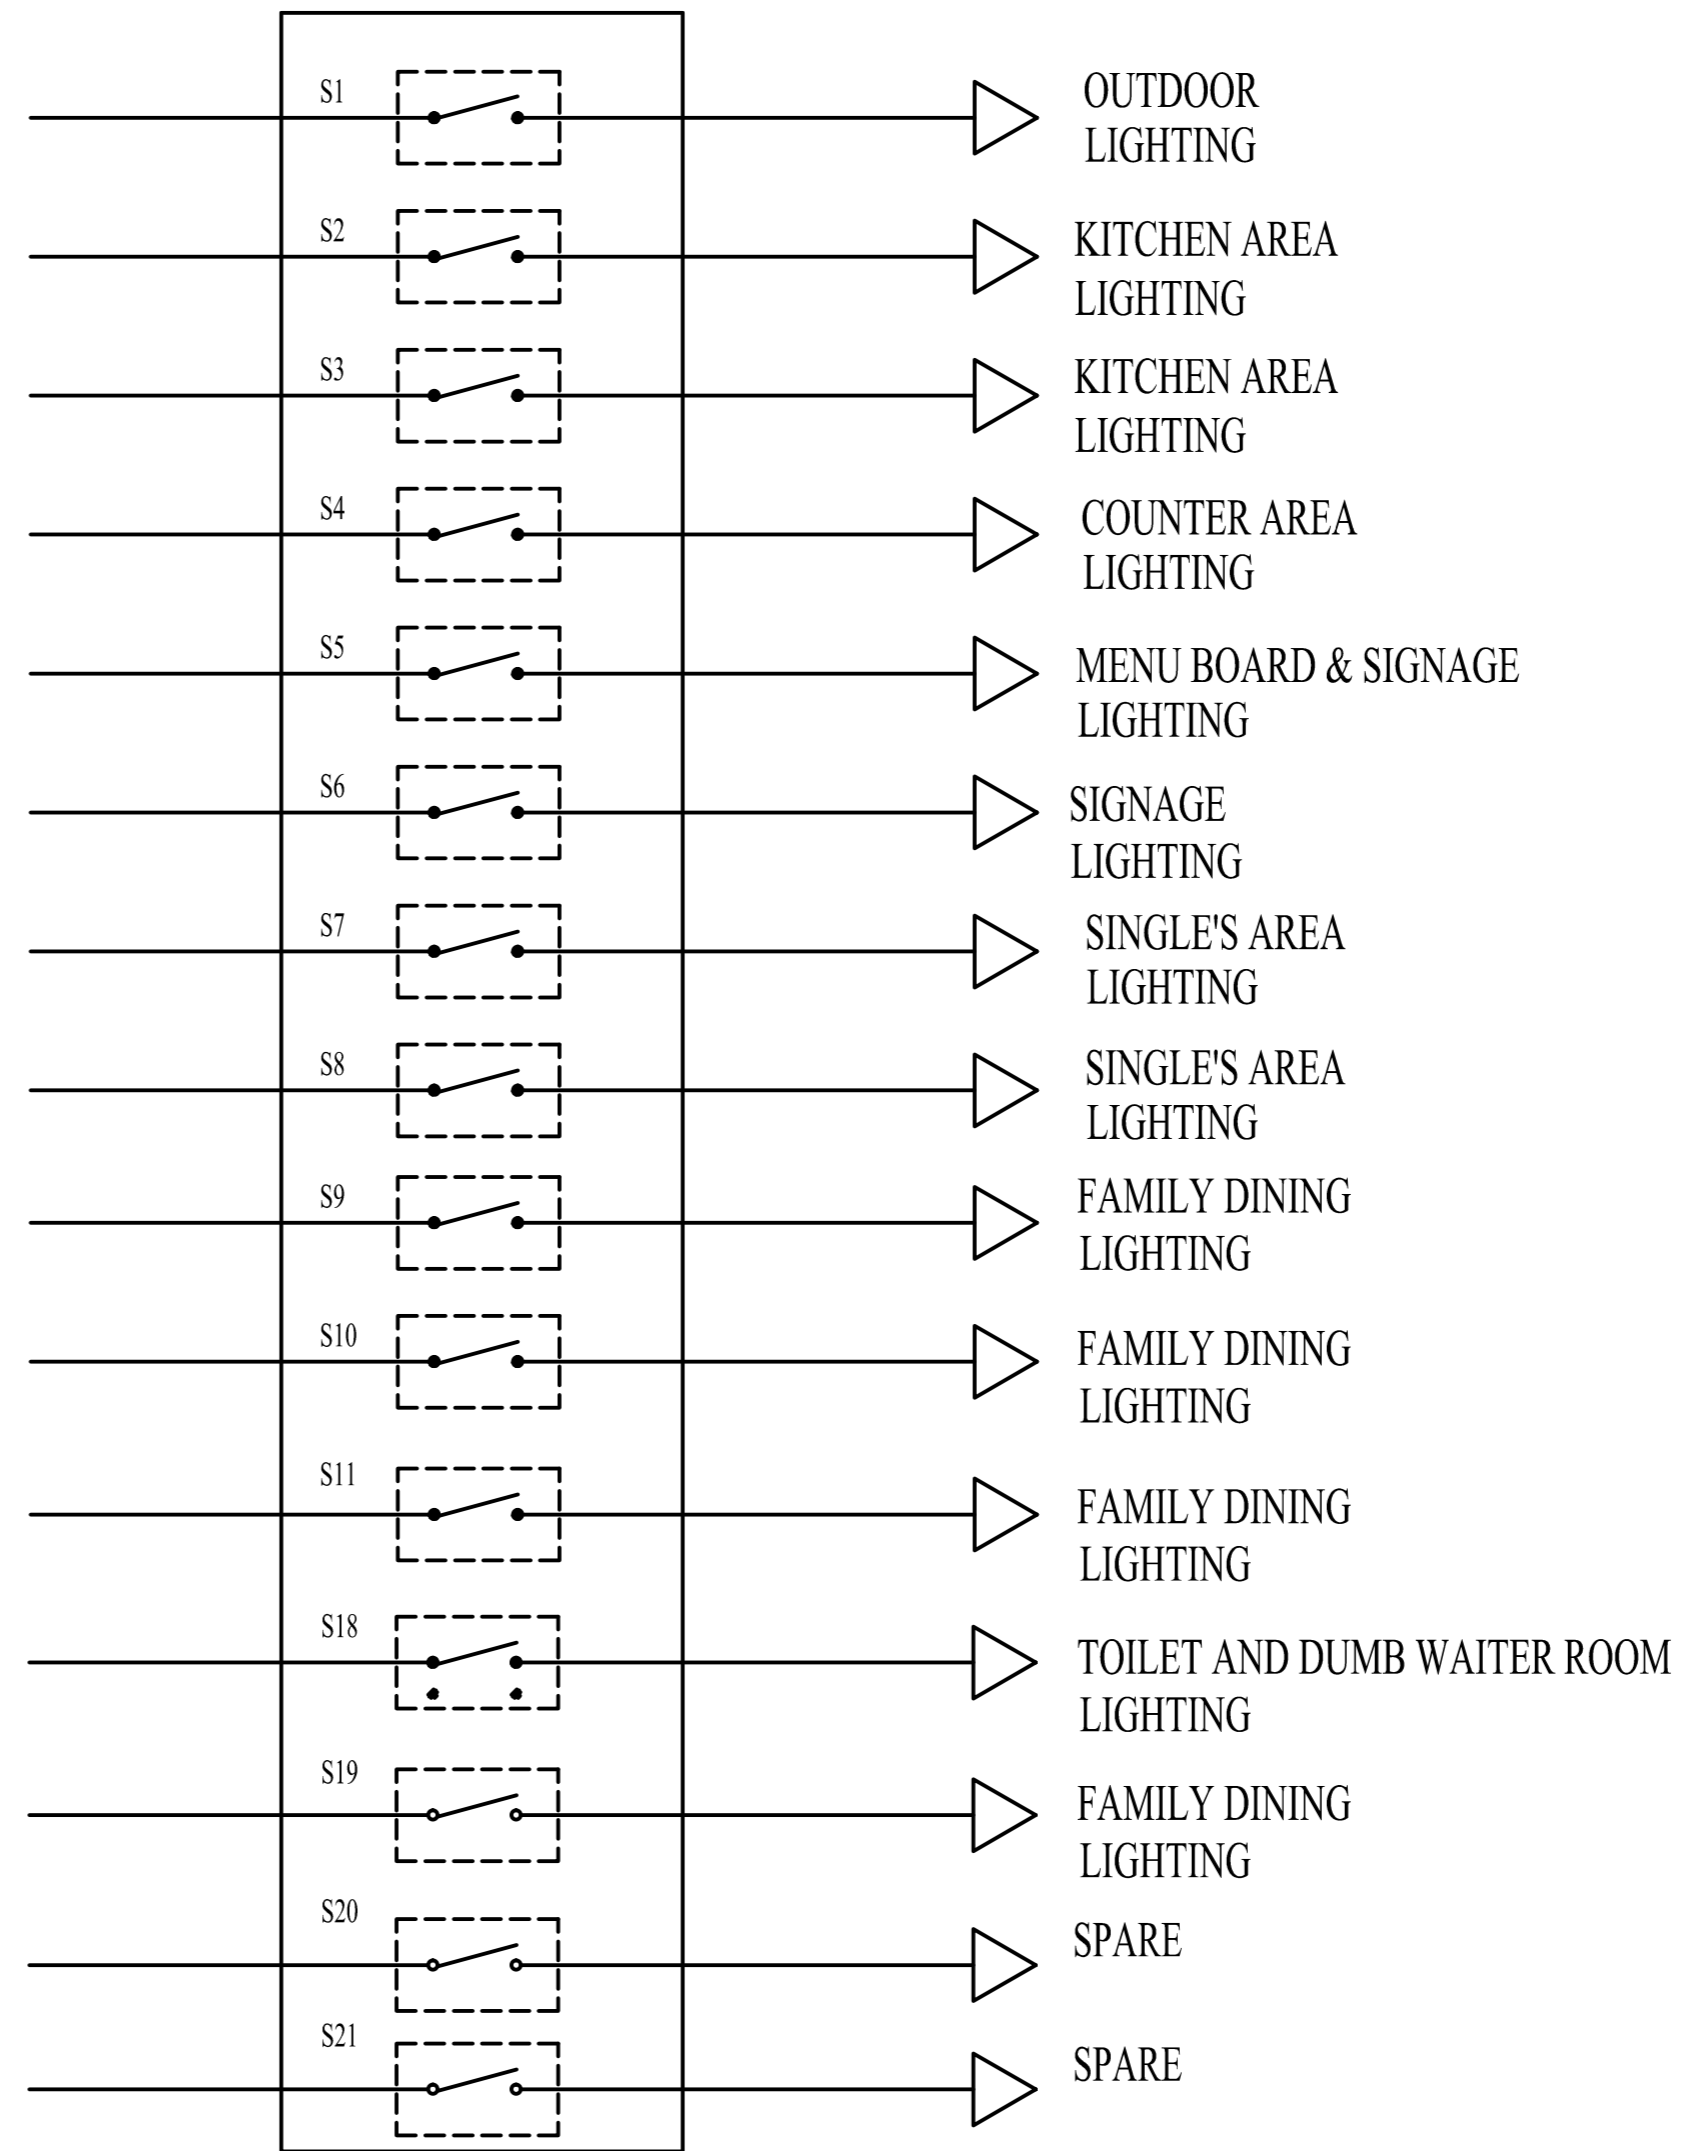 S1
OUTDOOR
LIGHTING
S2
KITCHEN AREA
LIGHTING
S3
KITCHEN AREA
LIGHTING
S4
COUNTER AREA
LIGHTING
S5
MENU BOARD & SIGNAGE
LIGHTING
S6
SIGNAGE
LIGHTING
S7
SINGLE'S AREA
LIGHTING
S8
SINGLE'S AREA
LIGHTING
S9
FAMILY DINING
LIGHTING
S10
FAMILY DINING
LIGHTING
S11
FAMILY DINING
LIGHTING
S18
TOILET AND DUMB WAITER ROOM
LIGHTING
S19
FAMILY DINING
LIGHTING
S20
SPARE
S21
SPARE